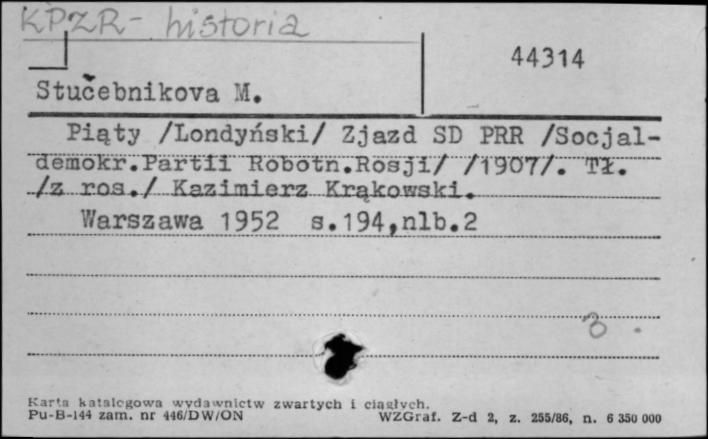 KPZR - historia
44314
Stučebnikova M.
Piąty /Londyński/ Zjazd SD PRR /Socjal-
demokr.Partii Robotn.Rosji/ /1907/. Tł.
/z ros./ Kazimierz Krąkowski.
Warszawa 1952 s.194,nlb.2
3
Karta katalogowa wydawnictw zwartych i ciągłych.
Pu-B-144 zam. nr 446/DW/ON
WZGraf. Z-d 2, z. 255/86, n. 6 350 000